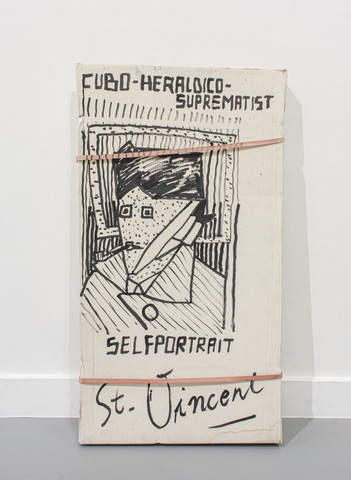 CUBO-HERALDICO-
SUPREMATIST
SELFPORTRAIT
St. Vincent